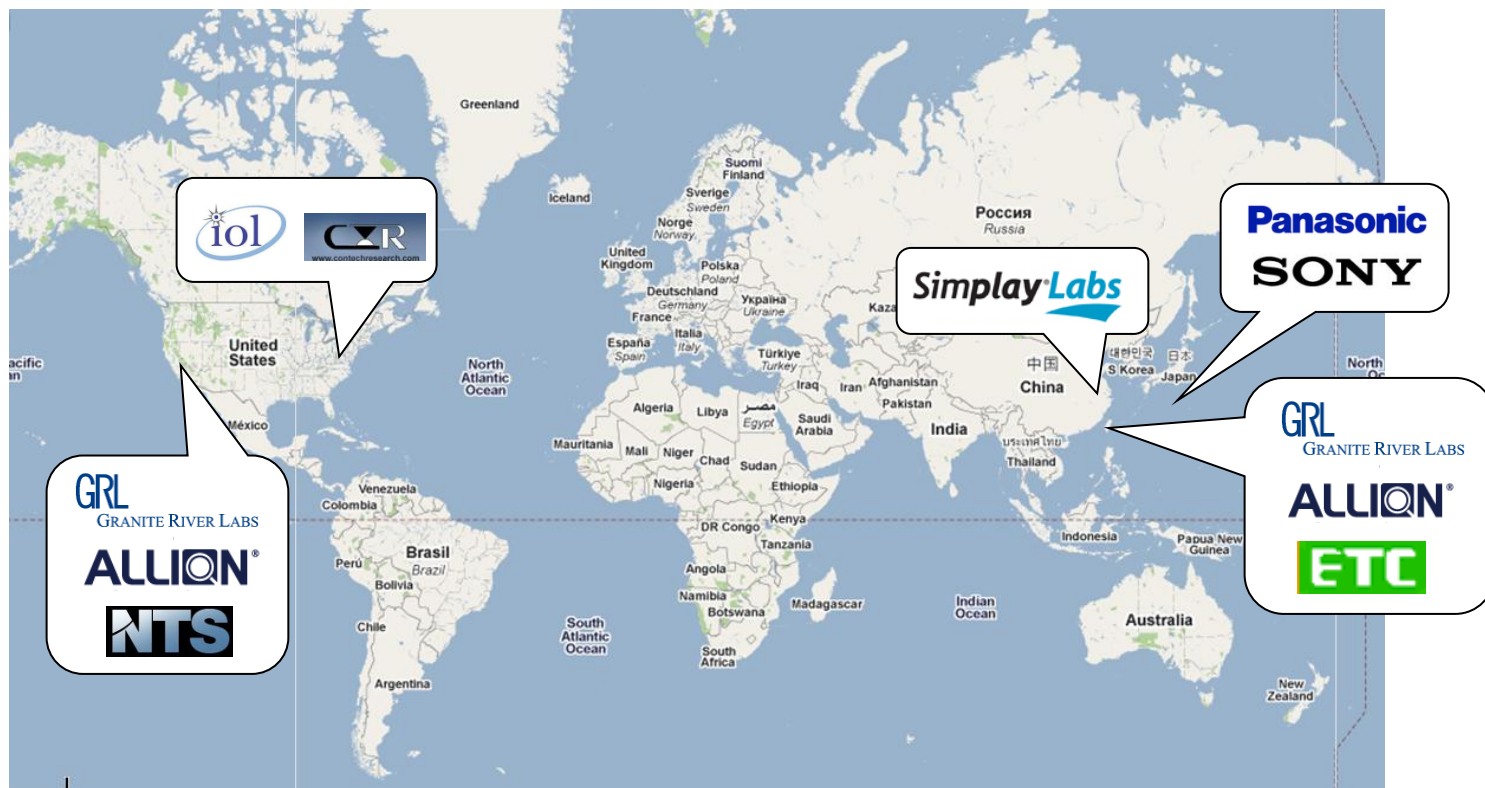 Greenland
Iceland
Suomi
Finland
Sverige
Sweden
Norge
Norway
Россия
Russia
United
Kingdom
Polska
Poland
Deutschland
Germany
Україна
Ukraine
France
Italia
Italy
España
Spain
Türkiye
Turkey
Kaza
iol
CXR
www.contechresearch.com
Simplay Labs
Panasonic
SONY
United
States
acific
an
North
Atlantic
Ocean
México
Iraq
Iran
Afghanistan
Pakistan
中国
China
대한민국
S Korea
日本
Japan
North
Algeria
Libya
مصر
Egypt
Saudi
Arabia
India
ประเทศไทย
Thailand
Mauritania
Mali
Niger
Chad
Sudan
Nigeria
Ethiopia
Venezuela
Colombia
DR Congo
Kenya
Tanzania
Indonesia
Papua New
Guinea
Brasil
Brazil
Perú
Bolivia
Angola
Namibia
Botswana
Madagascar
Indian
Ocean
Australia
Chile
South
Atlantic
Ocean
South
Africa
Argentina
New
Zealand
GRL
GRANITE RIVER LABS
ALLION®
NTS
GRL
GRANITE RIVER LABS
ALLION®
ETC